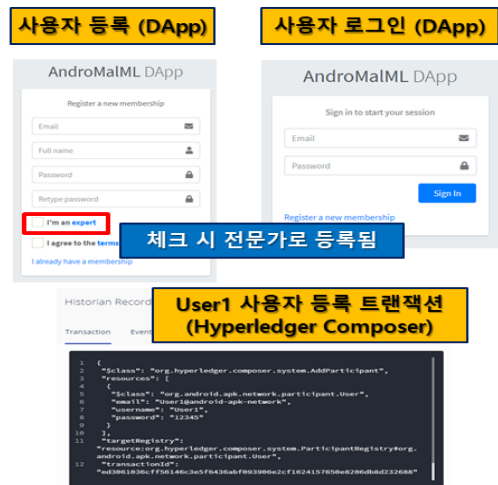 사용자 등록 (DApp)
사용자 로그인 (DApp)
AndroMalML DApp
Register a new membership
Email
Full name
Password
Retype password
I'm an expert
I agree to the terms
I already have a membership
AndroMalML DApp
Sign in to start your session
Email
Password
Sign In
Register a new membership
체크 시 전문가로 등록됨
Historian Record
User1 사용자 등록 트랜잭션
(Hyperledger Composer)
Transaction Event
1 {
2 "$class": "org.hyperledger.composer.system.AddParticipant",
3 "resources": [
4 {
5 "$class": "org.android.apk.network.participant.User",
6 "email": "User1@android-apk-network",
7 "username": "User1",
8 "password": "12345"
9 }
10 ],
11 "targetRegistry":
"resource:org.hyperledger.composer.system.ParticipantRegistry#org.
android.apk.network.participant.User",
12 "transactionId":